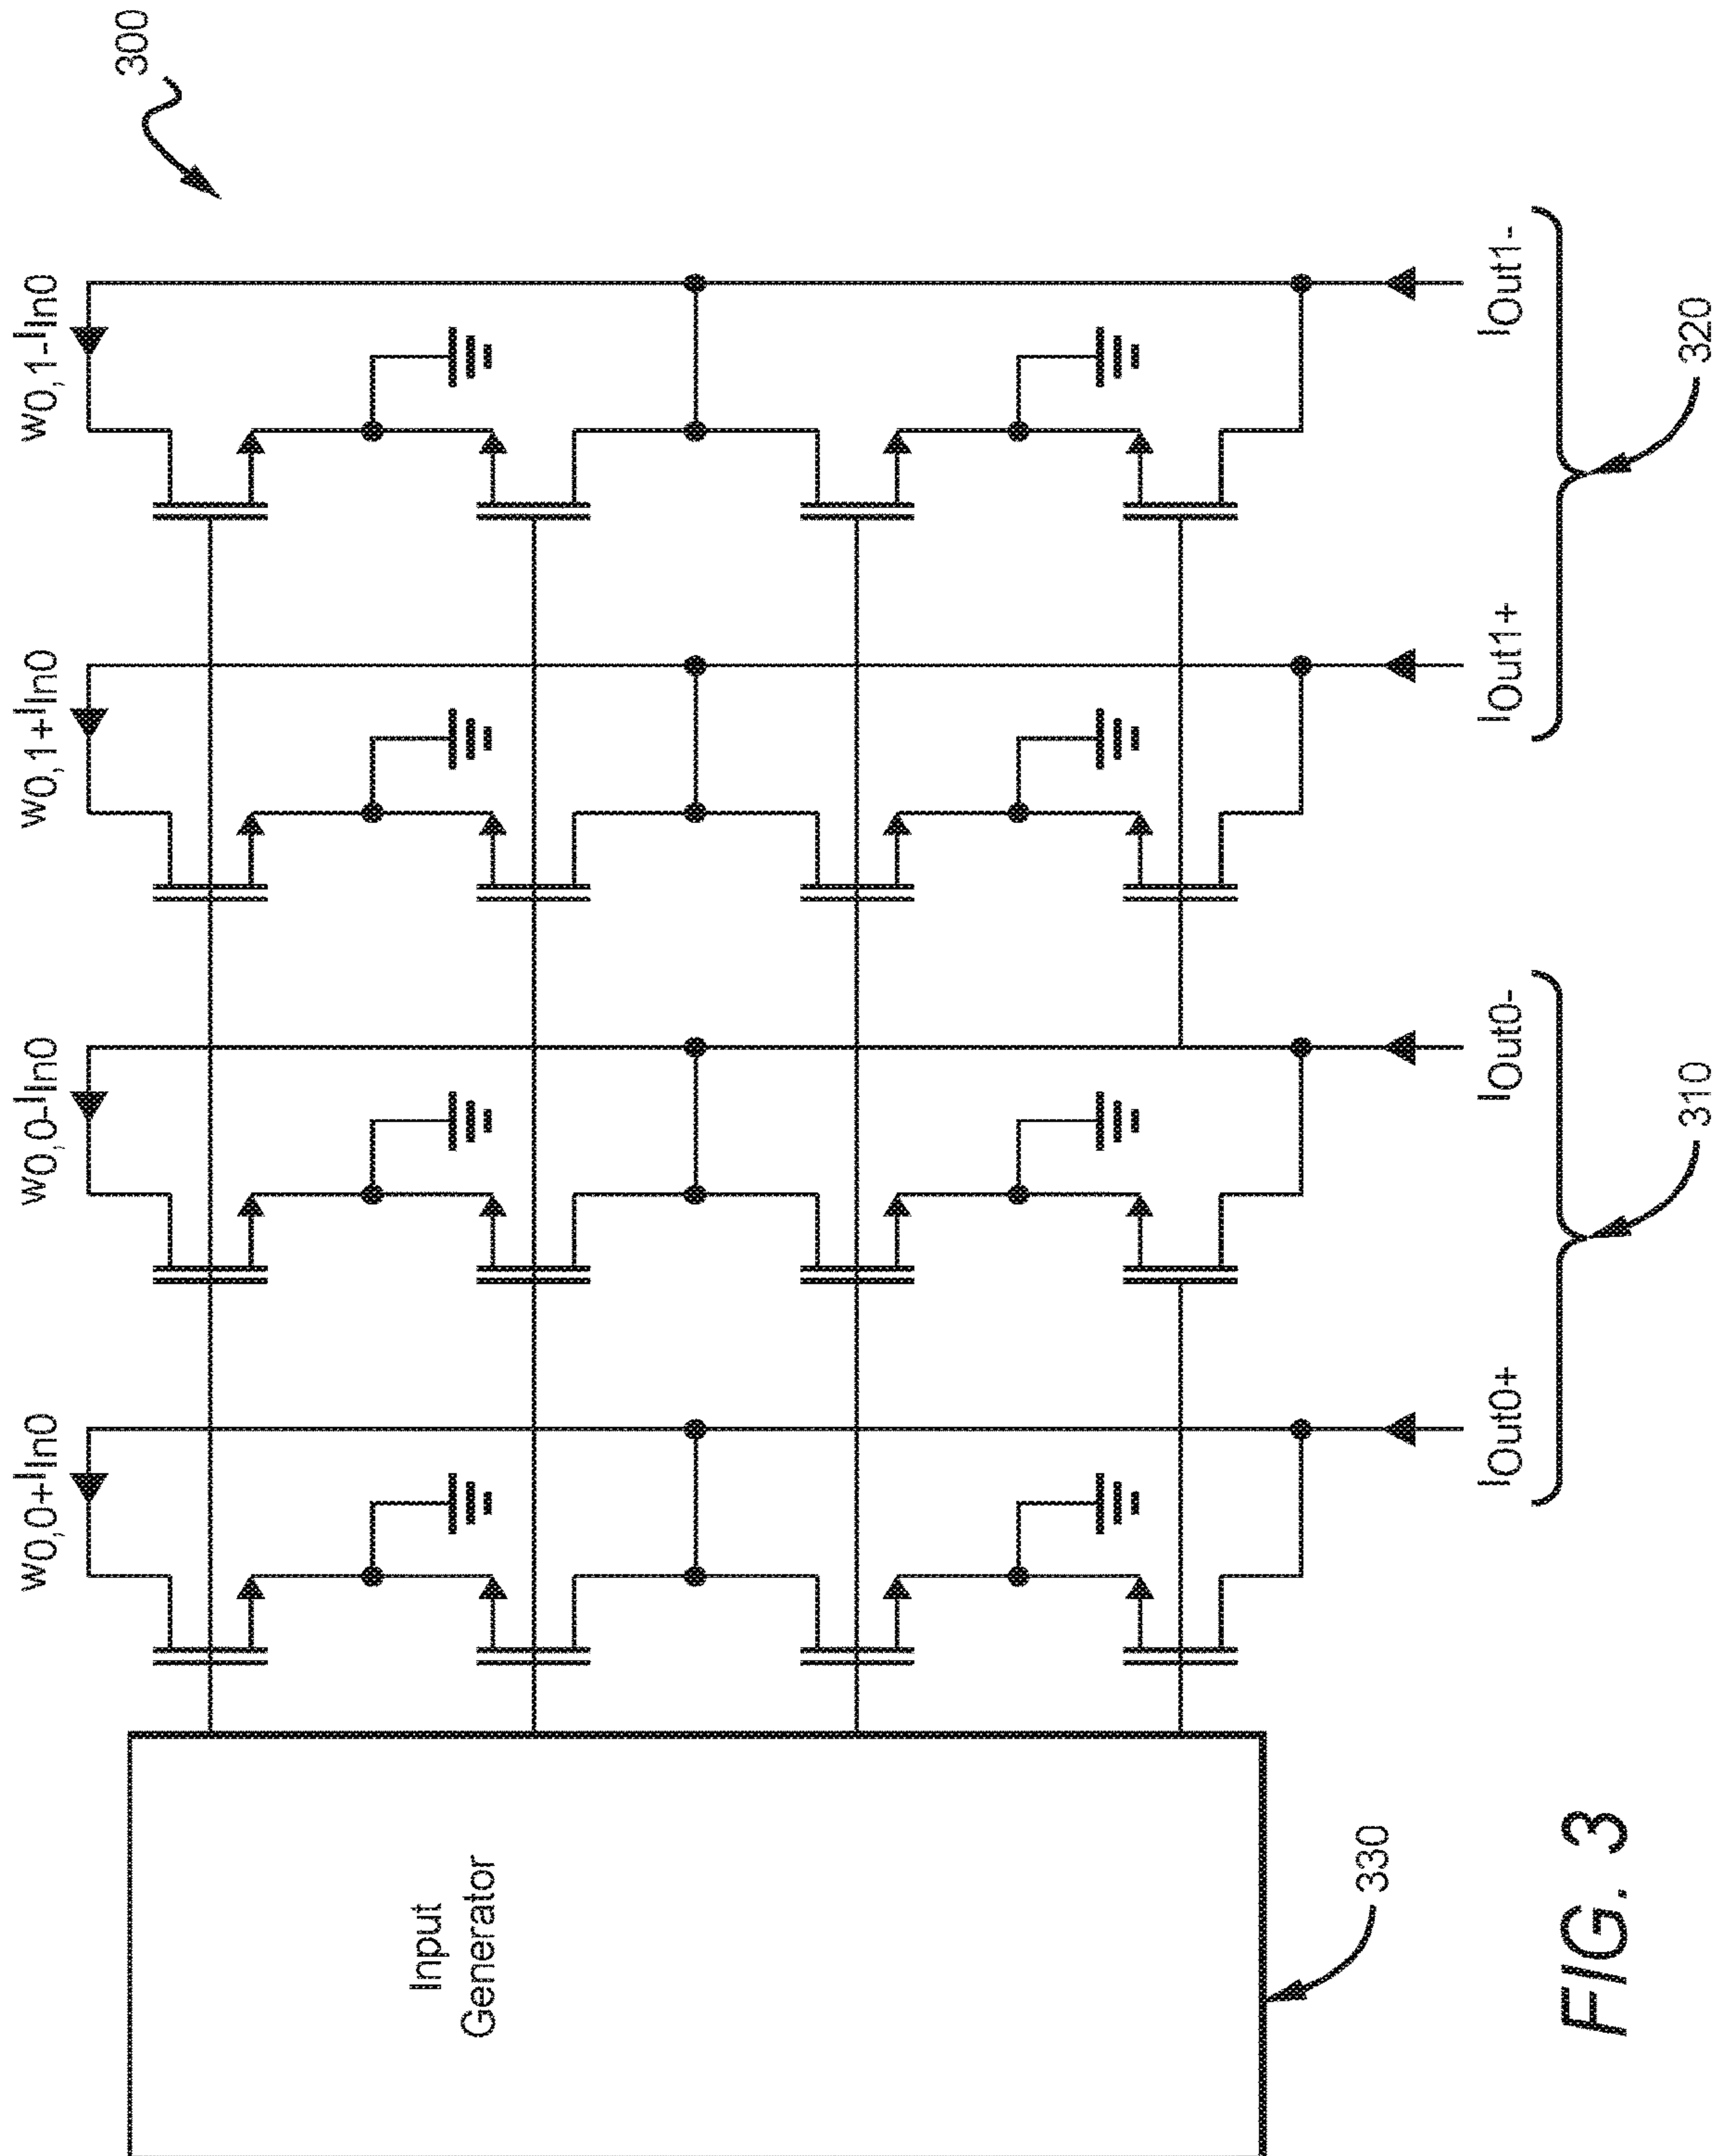 300
W0,0+IIn0
W0,0-IIn0
W0,1+IIn0
W0,1-IIn0
Input
Generator
330
IOut0+
IOut0-
IOut1+
IOut1-
310
320
FIG. 3